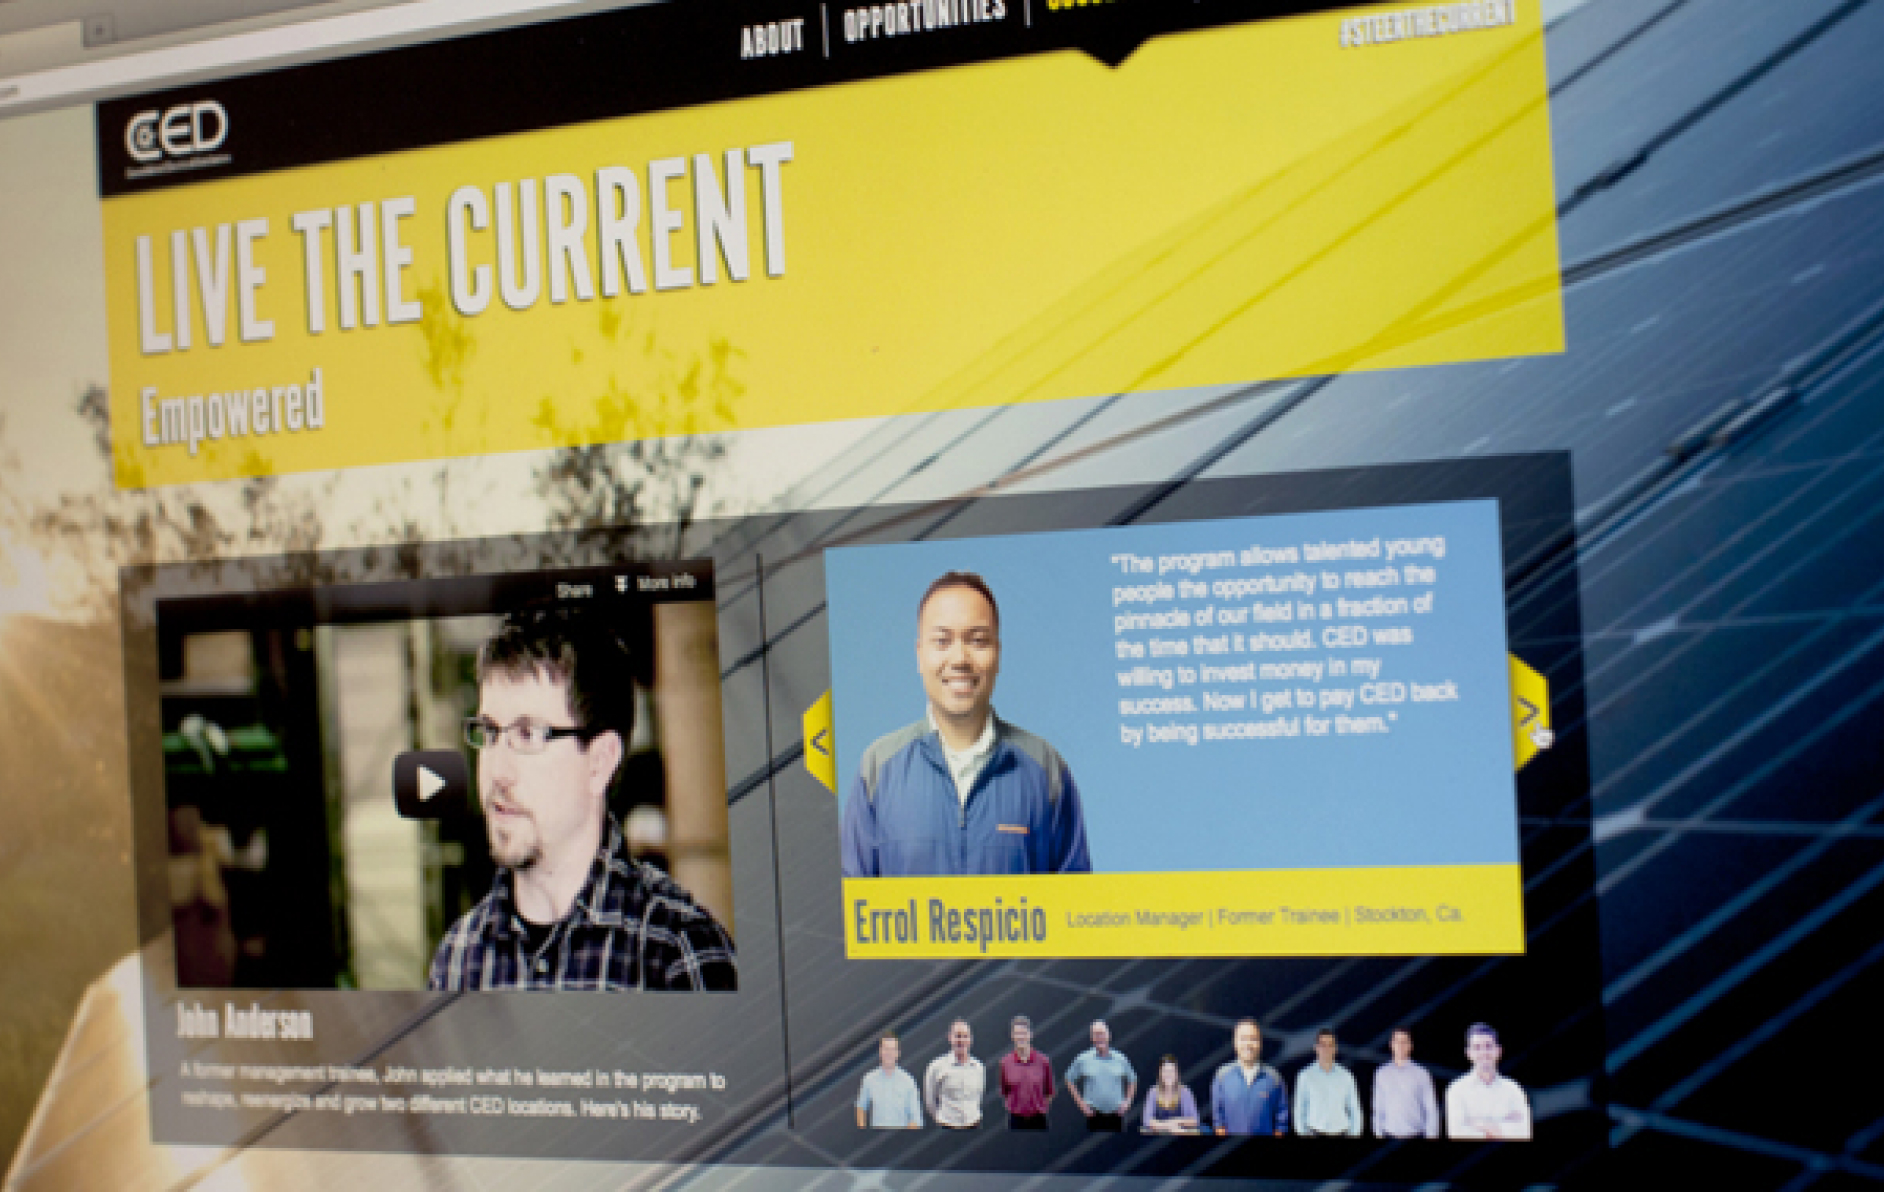 ABOUT
OPPORTUNITIES
#STEERTHECURRENT
CED
LIVE THE CURRENT
Empowered
Share
More info
"The program allows talented young
people the opportunity to reach the
pinnacle of our field in a fraction of
the time that it should. CED was
willing to invest money in my
success. Now I get to pay CED back
by being successful for them."
<
>
Errol Respicio
Location Manager | Former Trainee | Stockton, Ca.
John Anderson
A former management trainee, John applied what he learned in the program to
reshape, reenergize and grow two different CED locations. Here's his story.